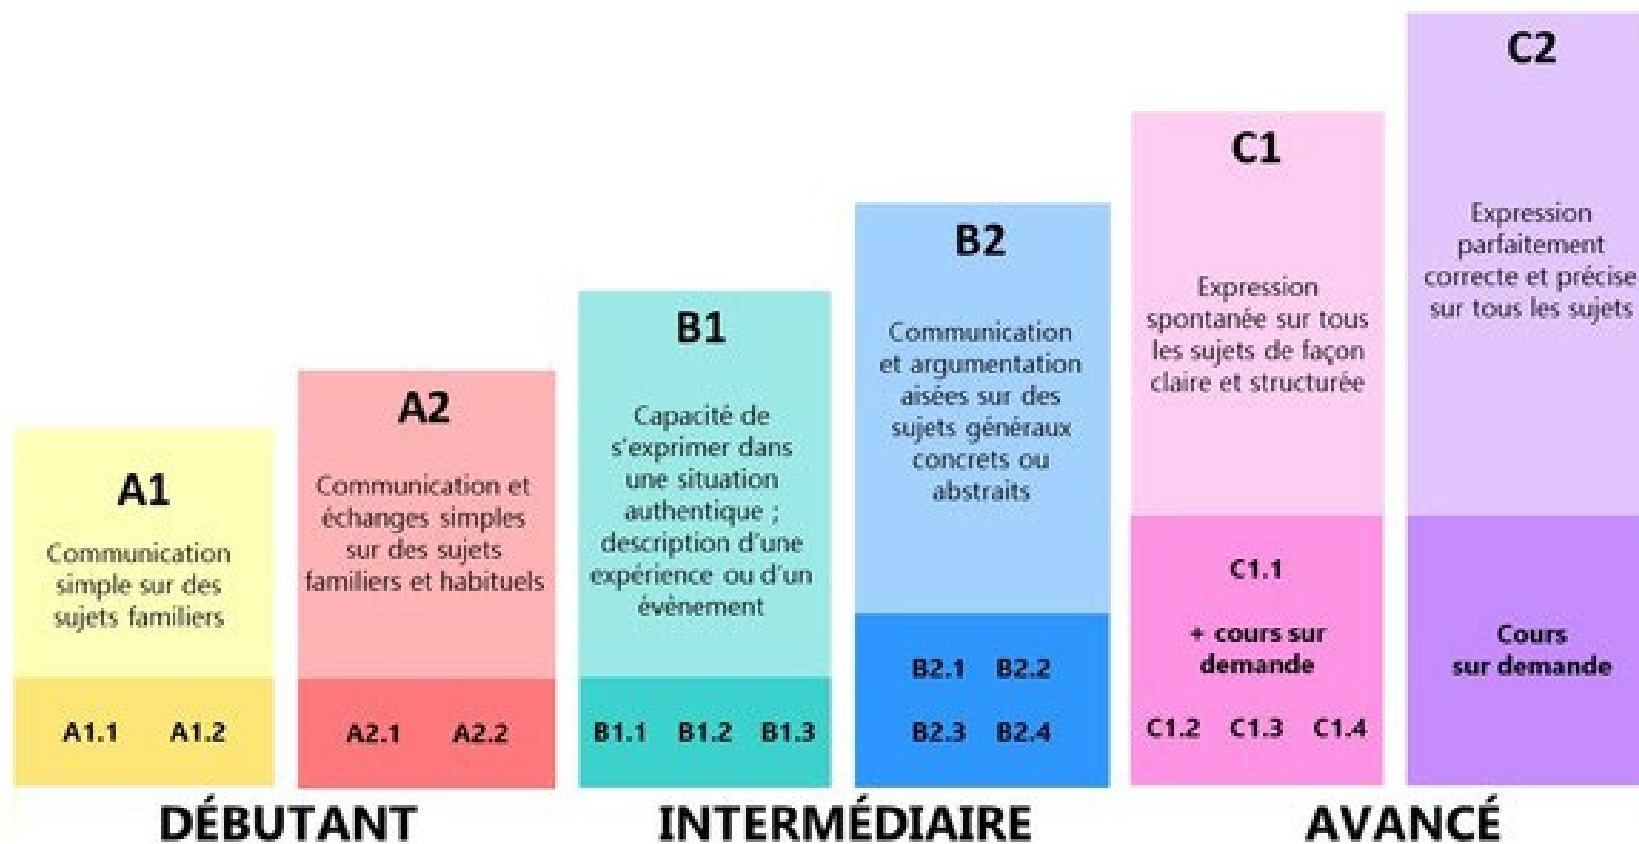 A1
Communication
simple sur des
sujets familiers
A1.1 A1.2
A2
Communication et
échanges simples
sur des sujets
familiers et habituels
A2.1 A2.2
B1
Capacité de
s'exprimer dans
une situation
authentique ;
description d'une
expérience ou d'un
évènement
B1.1 B1.2 B1.3
B2
Communication
et argumentation
aisées sur des
sujets généraux
concrets ou
abstraits
B2.1 B2.2
B2.3 B2.4
C1
Expression
spontanée sur tous
les sujets de façon
claire et structurée
C1.1
+ cours sur
demande
C1.2 C1.3 C1.4
C2
Expression
parfaitement
correcte et précise
sur tous les sujets
Cours
sur demande
DÉBUTANT
INTERMÉDIAIRE
AVANCÉ